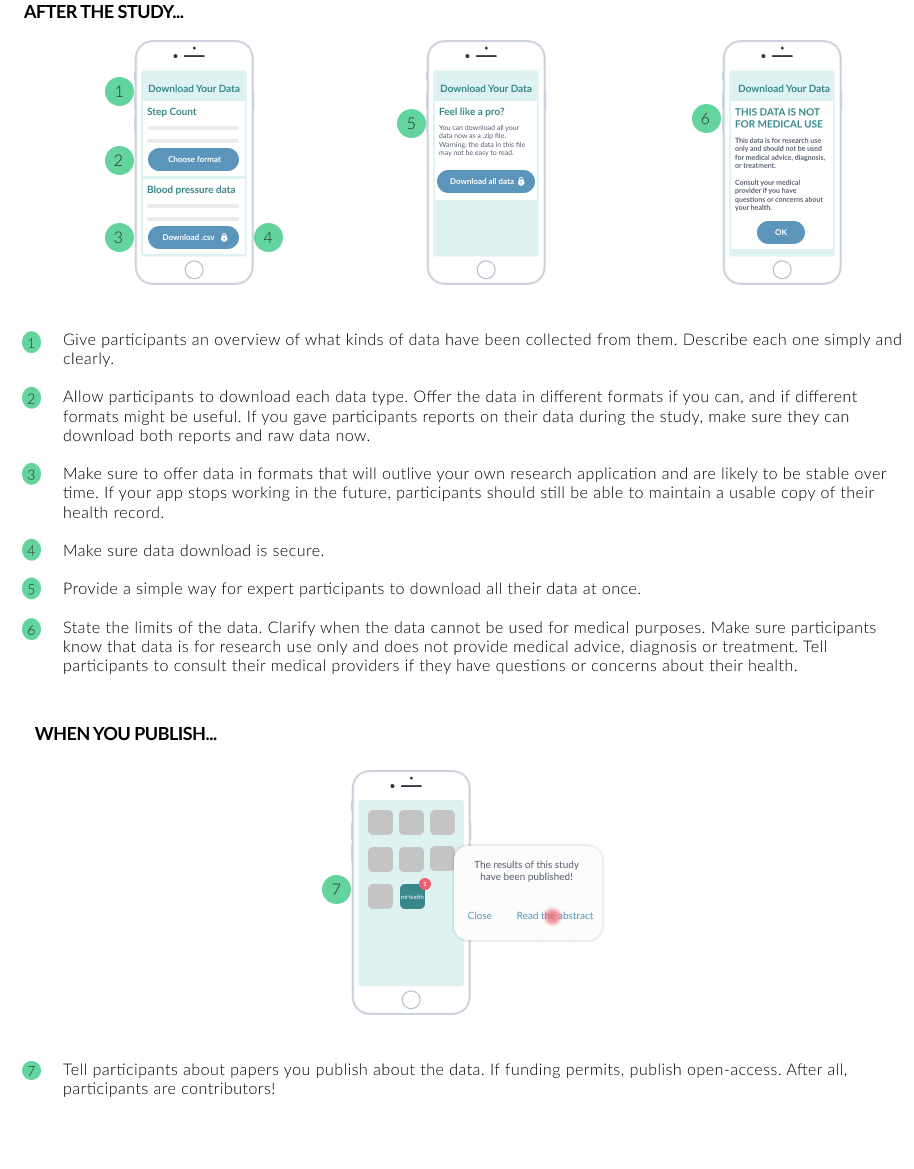 AFTER THE STUDY...
1
Download Your Data
Step Count
2
Choose format
Blood pressure data
3
Download .csv
4
5
Download Your Data
Feel like a pro?
You can download all your
data now as a .zip file.
Warning: the data in this file
may not be easy to read.
Download all data
6
Download Your Data
THIS DATA IS NOT
FOR MEDICAL USE
This data is for research use
only and should not be used
for medical advice, diagnosis,
or treatment.
Consult your medical
provider if you have
questions or concerns about
your health.
OK
1 Give participants an overview of what kinds of data have been collected from them. Describe each one simply and
clearly.
2 Allow participants to download each data type. Offer the data in different formats if you can, and if different
formats might be useful. If you gave participants reports on their data during the study, make sure they can
download both reports and raw data now.
3 Make sure to offer data in formats that will outlive your own research application and are likely to be stable over
time. If your app stops working in the future, participants should still be able to maintain a usable copy of their
health record.
4 Make sure data download is secure.
5 Provide a simple way for expert participants to download all their data at once.
6 State the limits of the data. Clarify when the data cannot be used for medical purposes. Make sure participants
know that data is for research use only and does not provide medical advice, diagnosis or treatment. Tell
participants to consult their medical providers if they have questions or concerns about their health.
WHEN YOU PUBLISH...
7
mHealth
1
The results of this study
have been published!
Close Read the abstract
7 Tell participants about papers you publish about the data. If funding permits, publish open-access. After all,
participants are contributors!